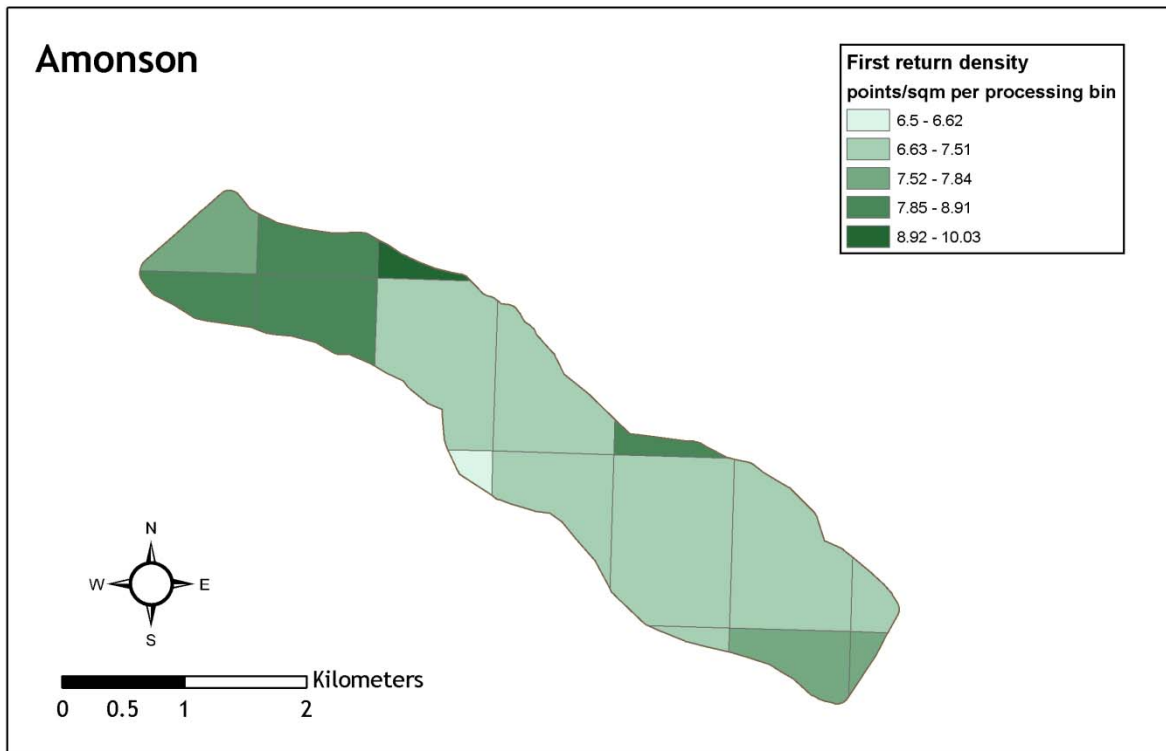 Amonson
First return density
points/sqm per processing bin
6.5 - 6.62
6.63 - 7.51
7.52 - 7.84
7.85 - 8.91
8.92 - 10.03
N
W E
S
Kilometers
0 0.5 1 2